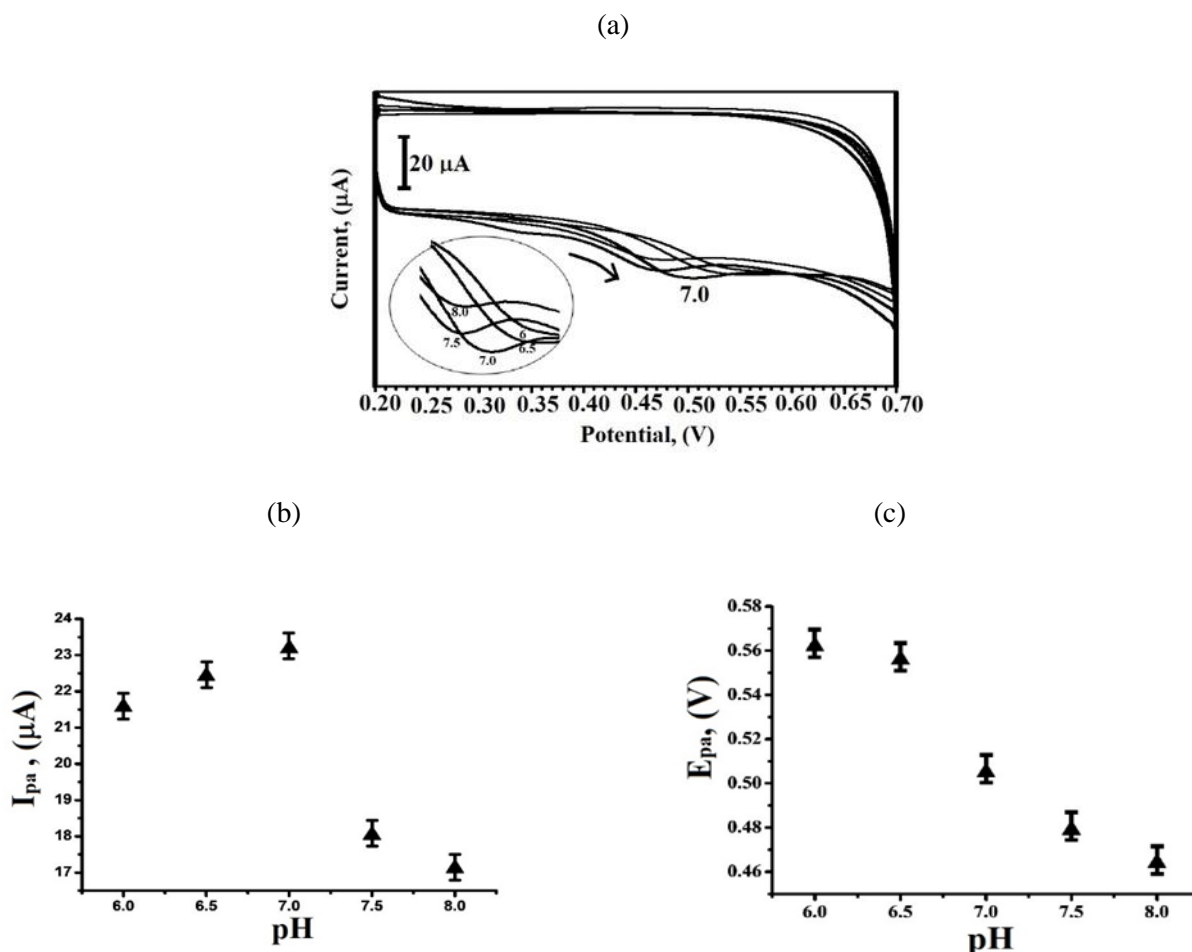 (a)
20 μA
Current, (μA)
8.0
7.5
7.0
6
6.5
7.0
0.20 0.25 0.30 0.35 0.40 0.45 0.50 0.55 0.60 0.65 0.70
Potential, (V)
(b)
24
23
22
21
20
19
18
17
I_pa , (μA)
6.0 6.5 7.0 7.5 8.0
pH
(c)
0.58
0.56
0.54
0.52
0.50
0.48
0.46
E_pa, (V)
6.0 6.5 7.0 7.5 8.0
pH